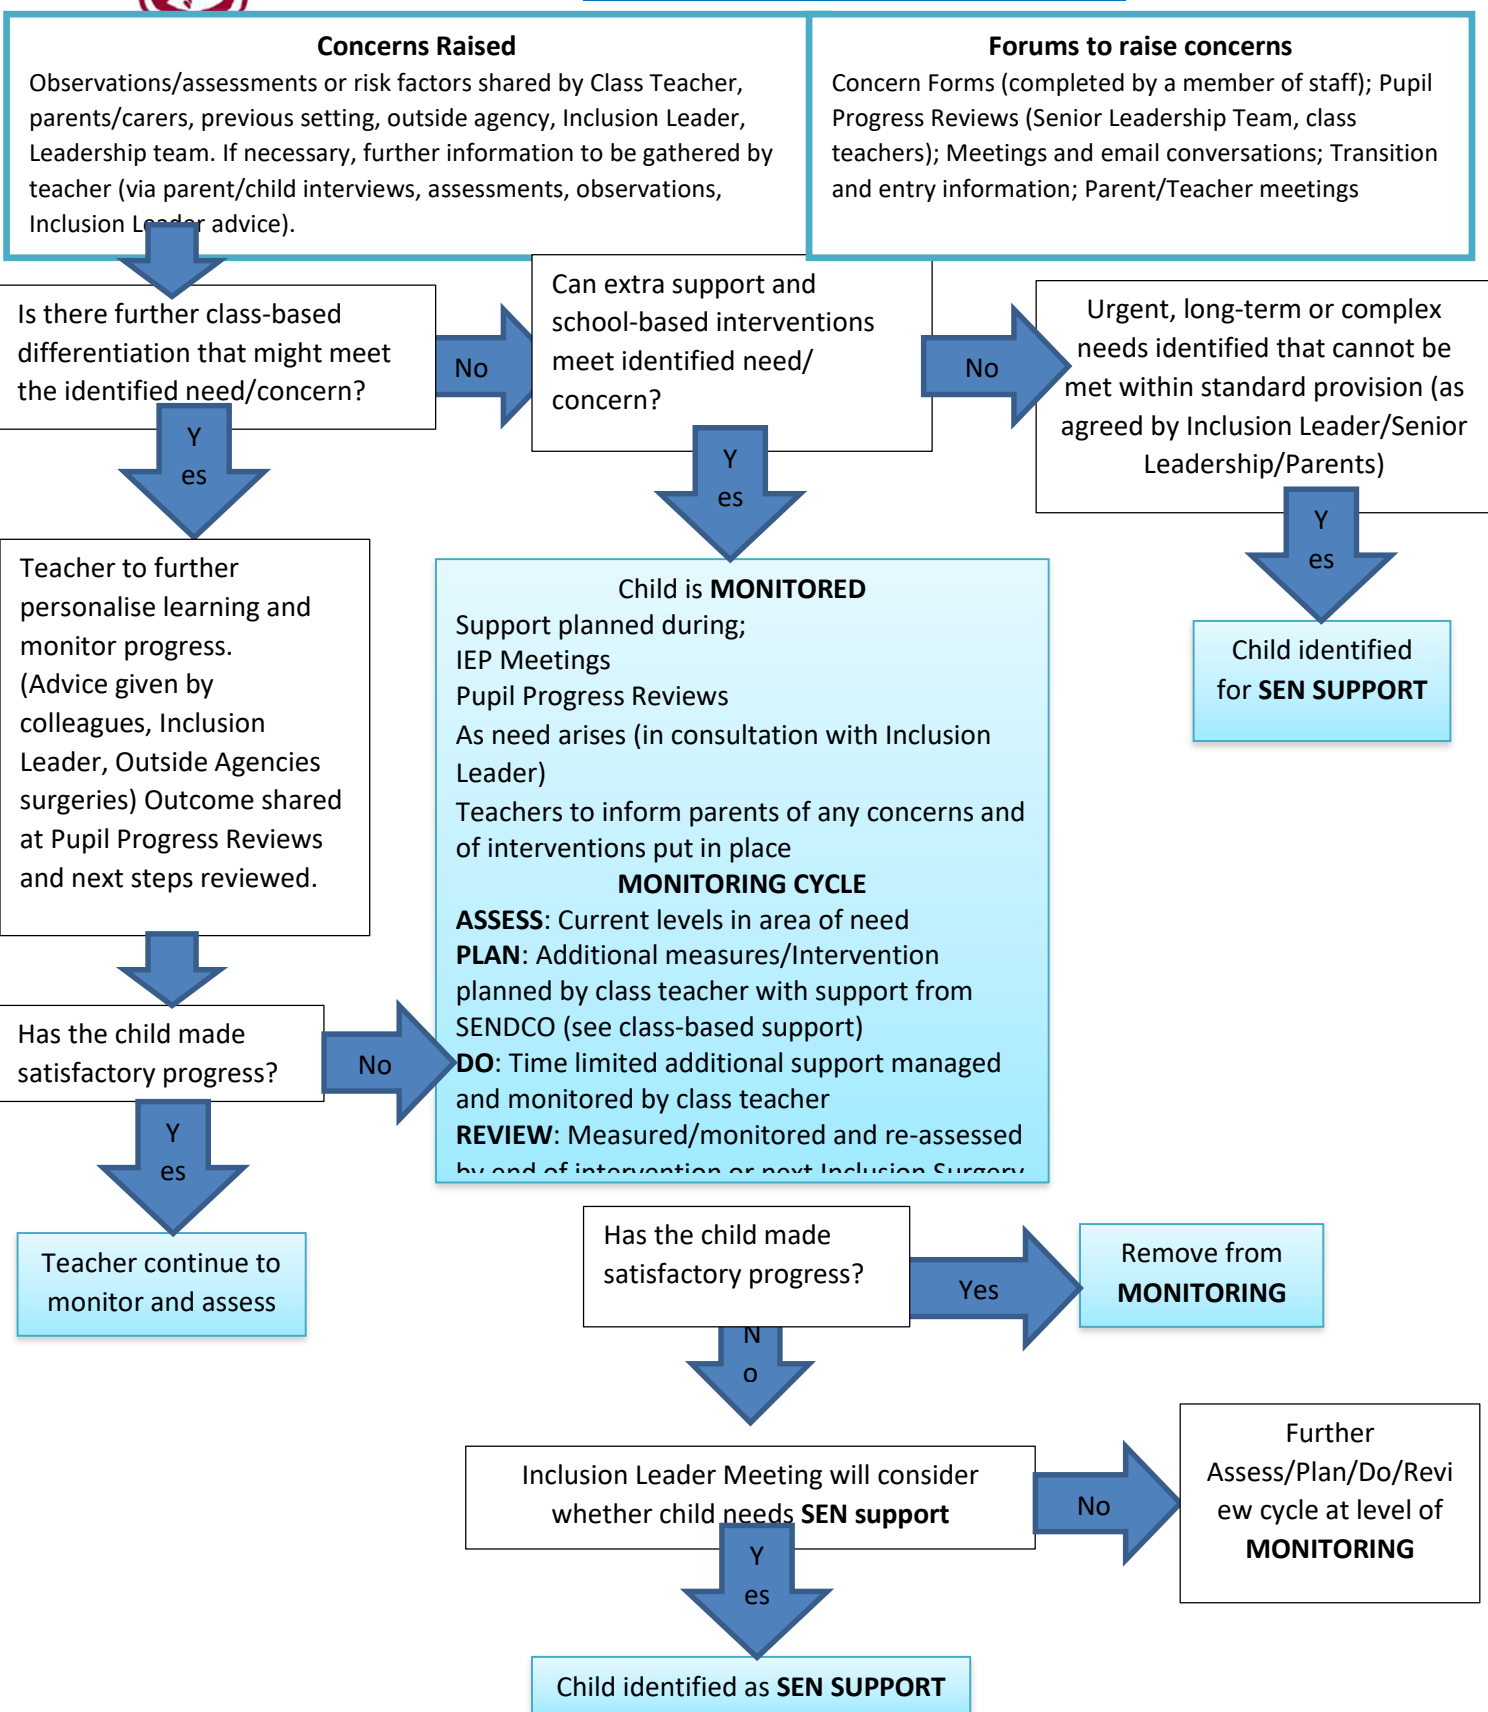 Concerns Raised
Observations/assessments or risk factors shared by Class Teacher,
parents/carers, previous setting, outside agency, Inclusion Leader,
Leadership team. If necessary, further information to be gathered by
teacher (via parent/child interviews, assessments, observations,
Inclusion Leader advice).
Forums to raise concerns
Concern Forms (completed by a member of staff); Pupil
Progress Reviews (Senior Leadership Team, class
teachers); Meetings and email conversations; Transition
and entry information; Parent/Teacher meetings
Is there further class-based
differentiation that might meet
the identified need/concern?
No
Can extra support and
school-based interventions
meet identified need/
concern?
No
Urgent, long-term or complex
needs identified that cannot be
met within standard provision (as
agreed by Inclusion Leader/Senior
Leadership/Parents)
Y
es
Y
es
Y
es
Teacher to further
personalise learning and
monitor progress.
(Advice given by
colleagues, Inclusion
Leader, Outside Agencies
surgeries) Outcome shared
at Pupil Progress Reviews
and next steps reviewed.
Child is MONITORED
Support planned during;
IEP Meetings
Pupil Progress Reviews
As need arises (in consultation with Inclusion
Leader)
Teachers to inform parents of any concerns and
of interventions put in place
MONITORING CYCLE
ASSESS: Current levels in area of need
PLAN: Additional measures/Intervention
planned by class teacher with support from
SENDCO (see class-based support)
DO: Time limited additional support managed
and monitored by class teacher
REVIEW: Measured/monitored and re-assessed
by end of intervention or next Inclusion Surgery
Child identified
for SEN SUPPORT
Has the child made
satisfactory progress?
No
Y
es
Teacher continue to
monitor and assess
Has the child made
satisfactory progress?
Yes
Remove from
MONITORING
N
o
Inclusion Leader Meeting will consider
whether child needs SEN support
No
Further
Assess/Plan/Do/Revi
ew cycle at level of
MONITORING
Y
es
Child identified as SEN SUPPORT